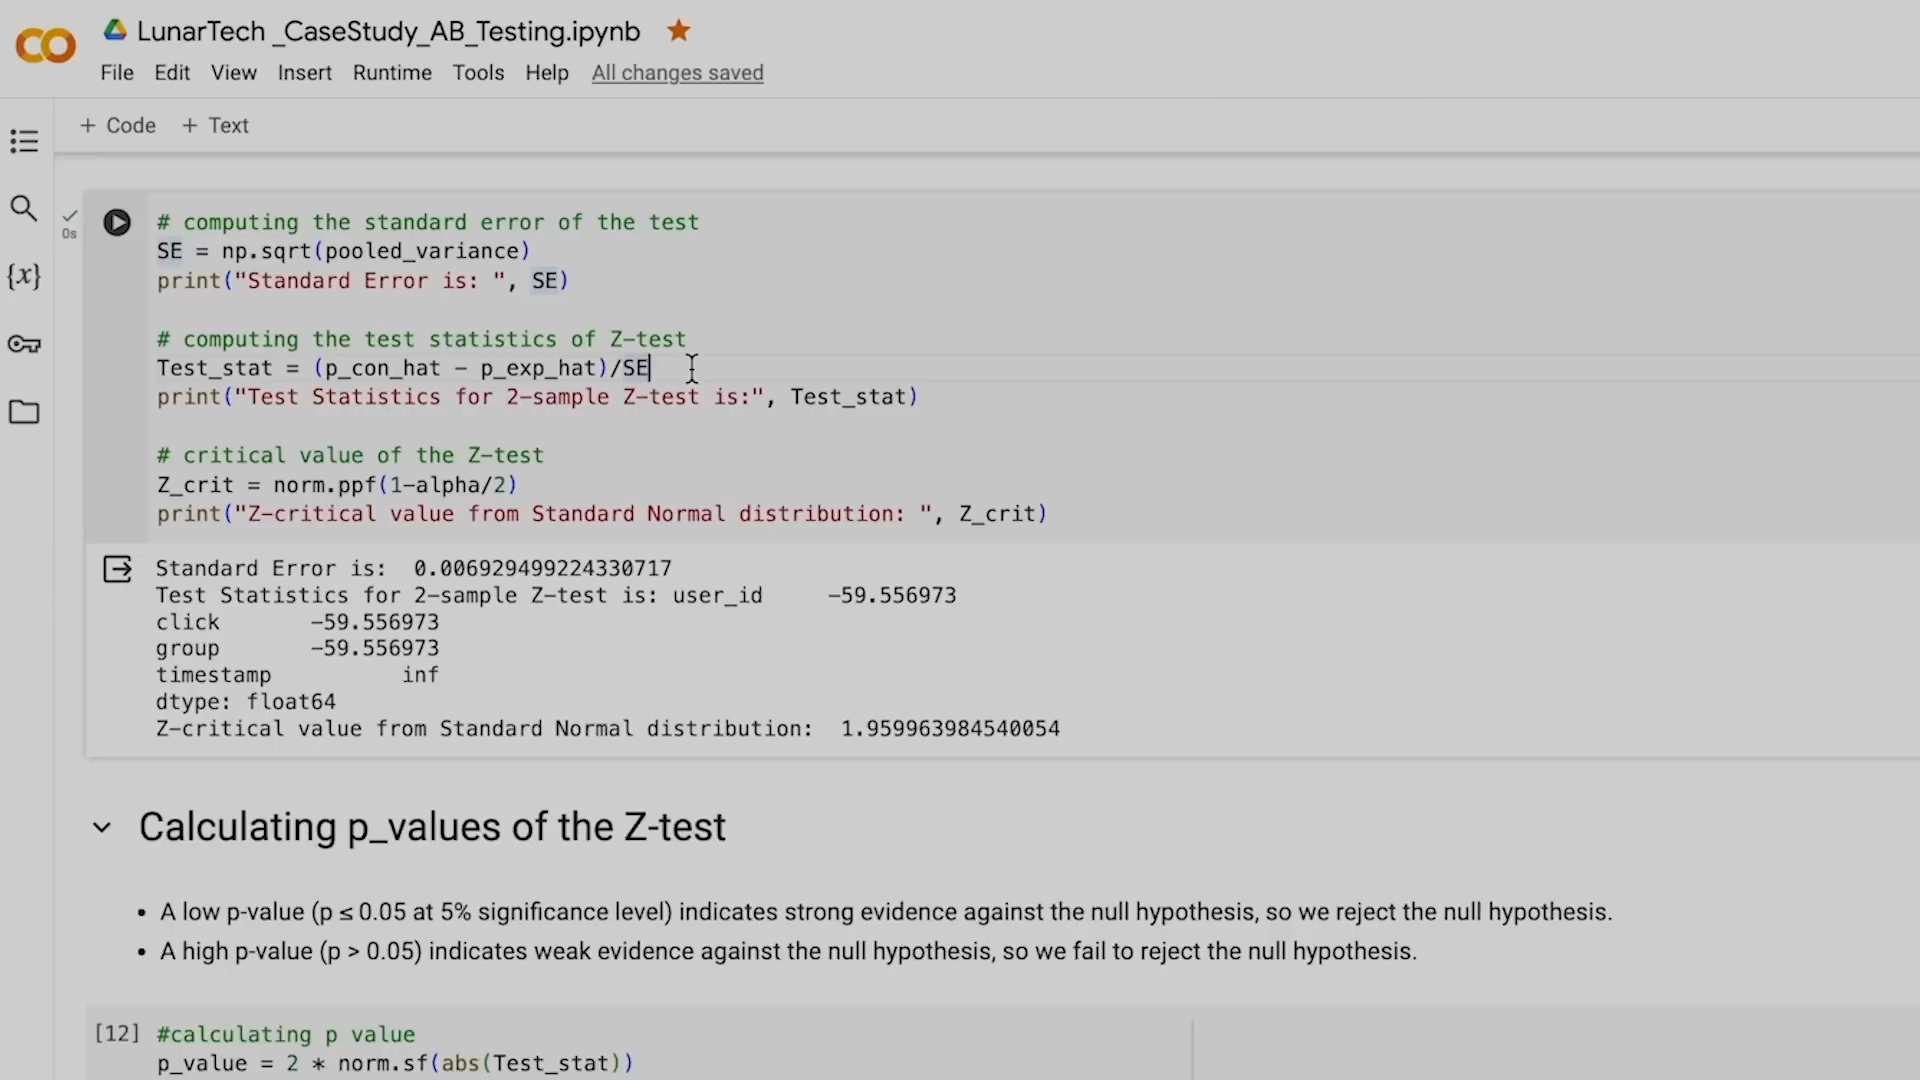 LunarTech _CaseStudy_AB_Testing.ipynb
File Edit View Insert Runtime Tools Help All changes saved
+ Code + Text
0s
# computing the standard error of the test
SE = np.sqrt(pooled_variance)
print("Standard Error is: ", SE)
# computing the test statistics of Z-test
Test_stat = (p_con_hat - p_exp_hat)/SE
print("Test Statistics for 2-sample Z-test is:", Test_stat)
# critical value of the Z-test
Z_crit = norm.ppf(1-alpha/2)
print("Z-critical value from Standard Normal distribution: ", Z_crit)
Standard Error is:  0.006929499224330717
Test Statistics for 2-sample Z-test is: user_id     -59.556973
click       -59.556973
group       -59.556973
timestamp          inf
dtype: float64
Z-critical value from Standard Normal distribution:  1.959963984540054
Calculating p_values of the Z-test
• A low p-value (p ≤ 0.05 at 5% significance level) indicates strong evidence against the null hypothesis, so we reject the null hypothesis.
• A high p-value (p > 0.05) indicates weak evidence against the null hypothesis, so we fail to reject the null hypothesis.
[12] #calculating p value
p_value = 2 * norm.sf(abs(Test_stat))